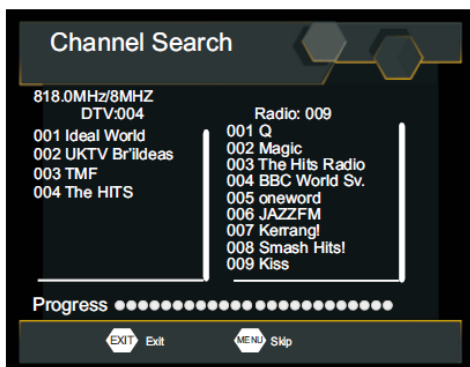 Channel Search
818.0MHz/8MHZ
DTV:004
001 Ideal World
002 UKTV Br'ildeas
003 TMF
004 The HITS
Radio: 009
001 Q
002 Magic
003 The Hits Radio
004 BBC World Sv.
005 oneword
006 JAZZFM
007 Kerrang!
008 Smash Hits!
009 Kiss
Progress
EXIT Exit
MENU Skip